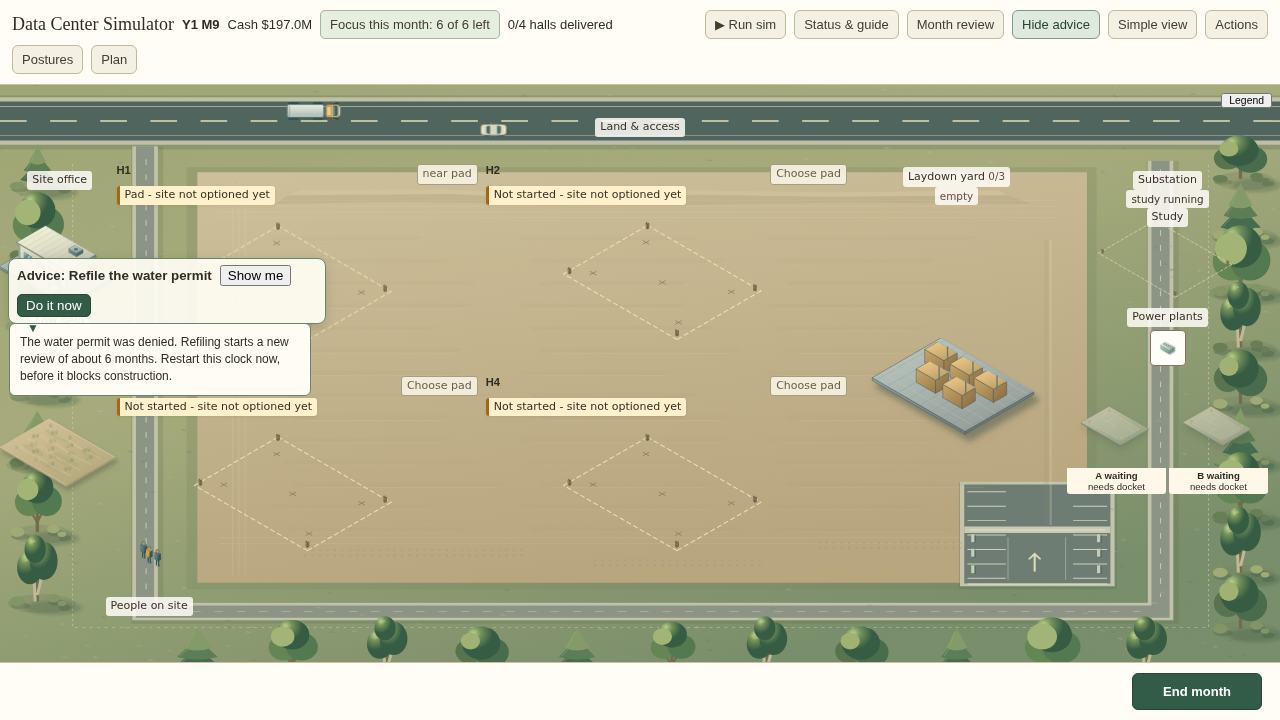 Data Center Simulator Y1 M9 Cash $197.0M Focus this month: 6 of 6 left 0/4 halls delivered
▶ Run sim Status & guide Month review Hide advice Simple view Actions
Postures Plan
Legend
Land & access
Site office
H1 near pad
Pad - site not optioned yet
H2 Choose pad
Not started - site not optioned yet
Laydown yard 0/3
empty
Substation
study running
Study
Advice: Refile the water permit Show me
Do it now
The water permit was denied. Refiling starts a new
review of about 6 months. Restart this clock now,
before it blocks construction.
Power plants
Choose pad
Not started - site not optioned yet
H4 Choose pad
Not started - site not optioned yet
A waiting
needs docket
B waiting
needs docket
People on site
End month